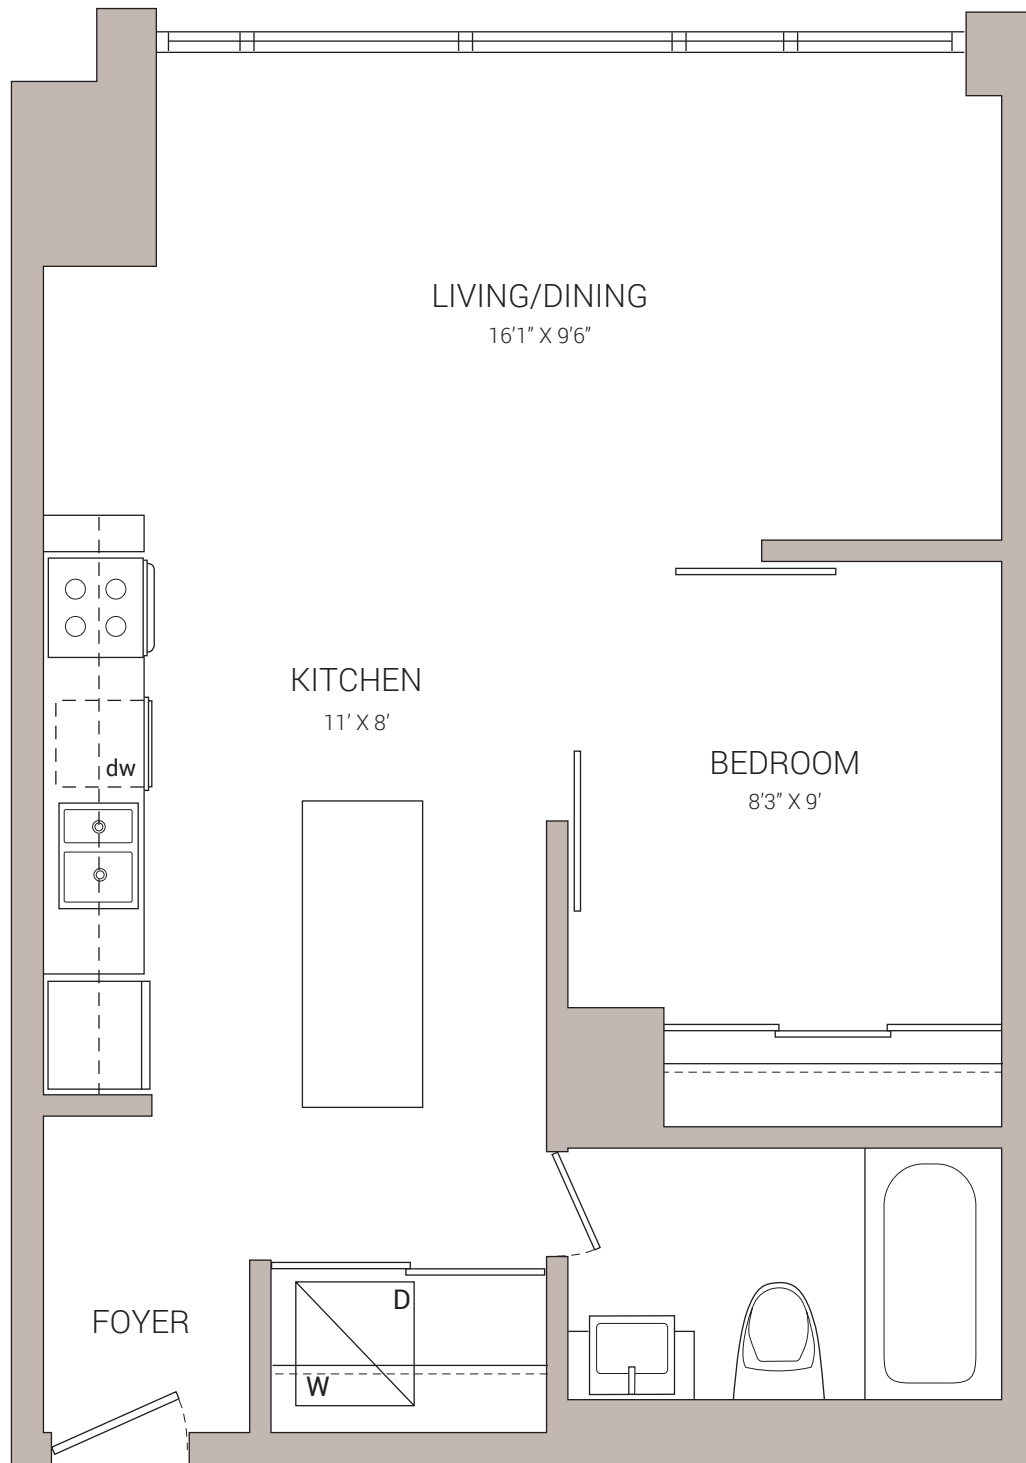 LIVING/DINING
16'1" X 9'6"
KITCHEN
11' X 8'
dw
BEDROOM
8'3" X 9'
D
FOYER
W